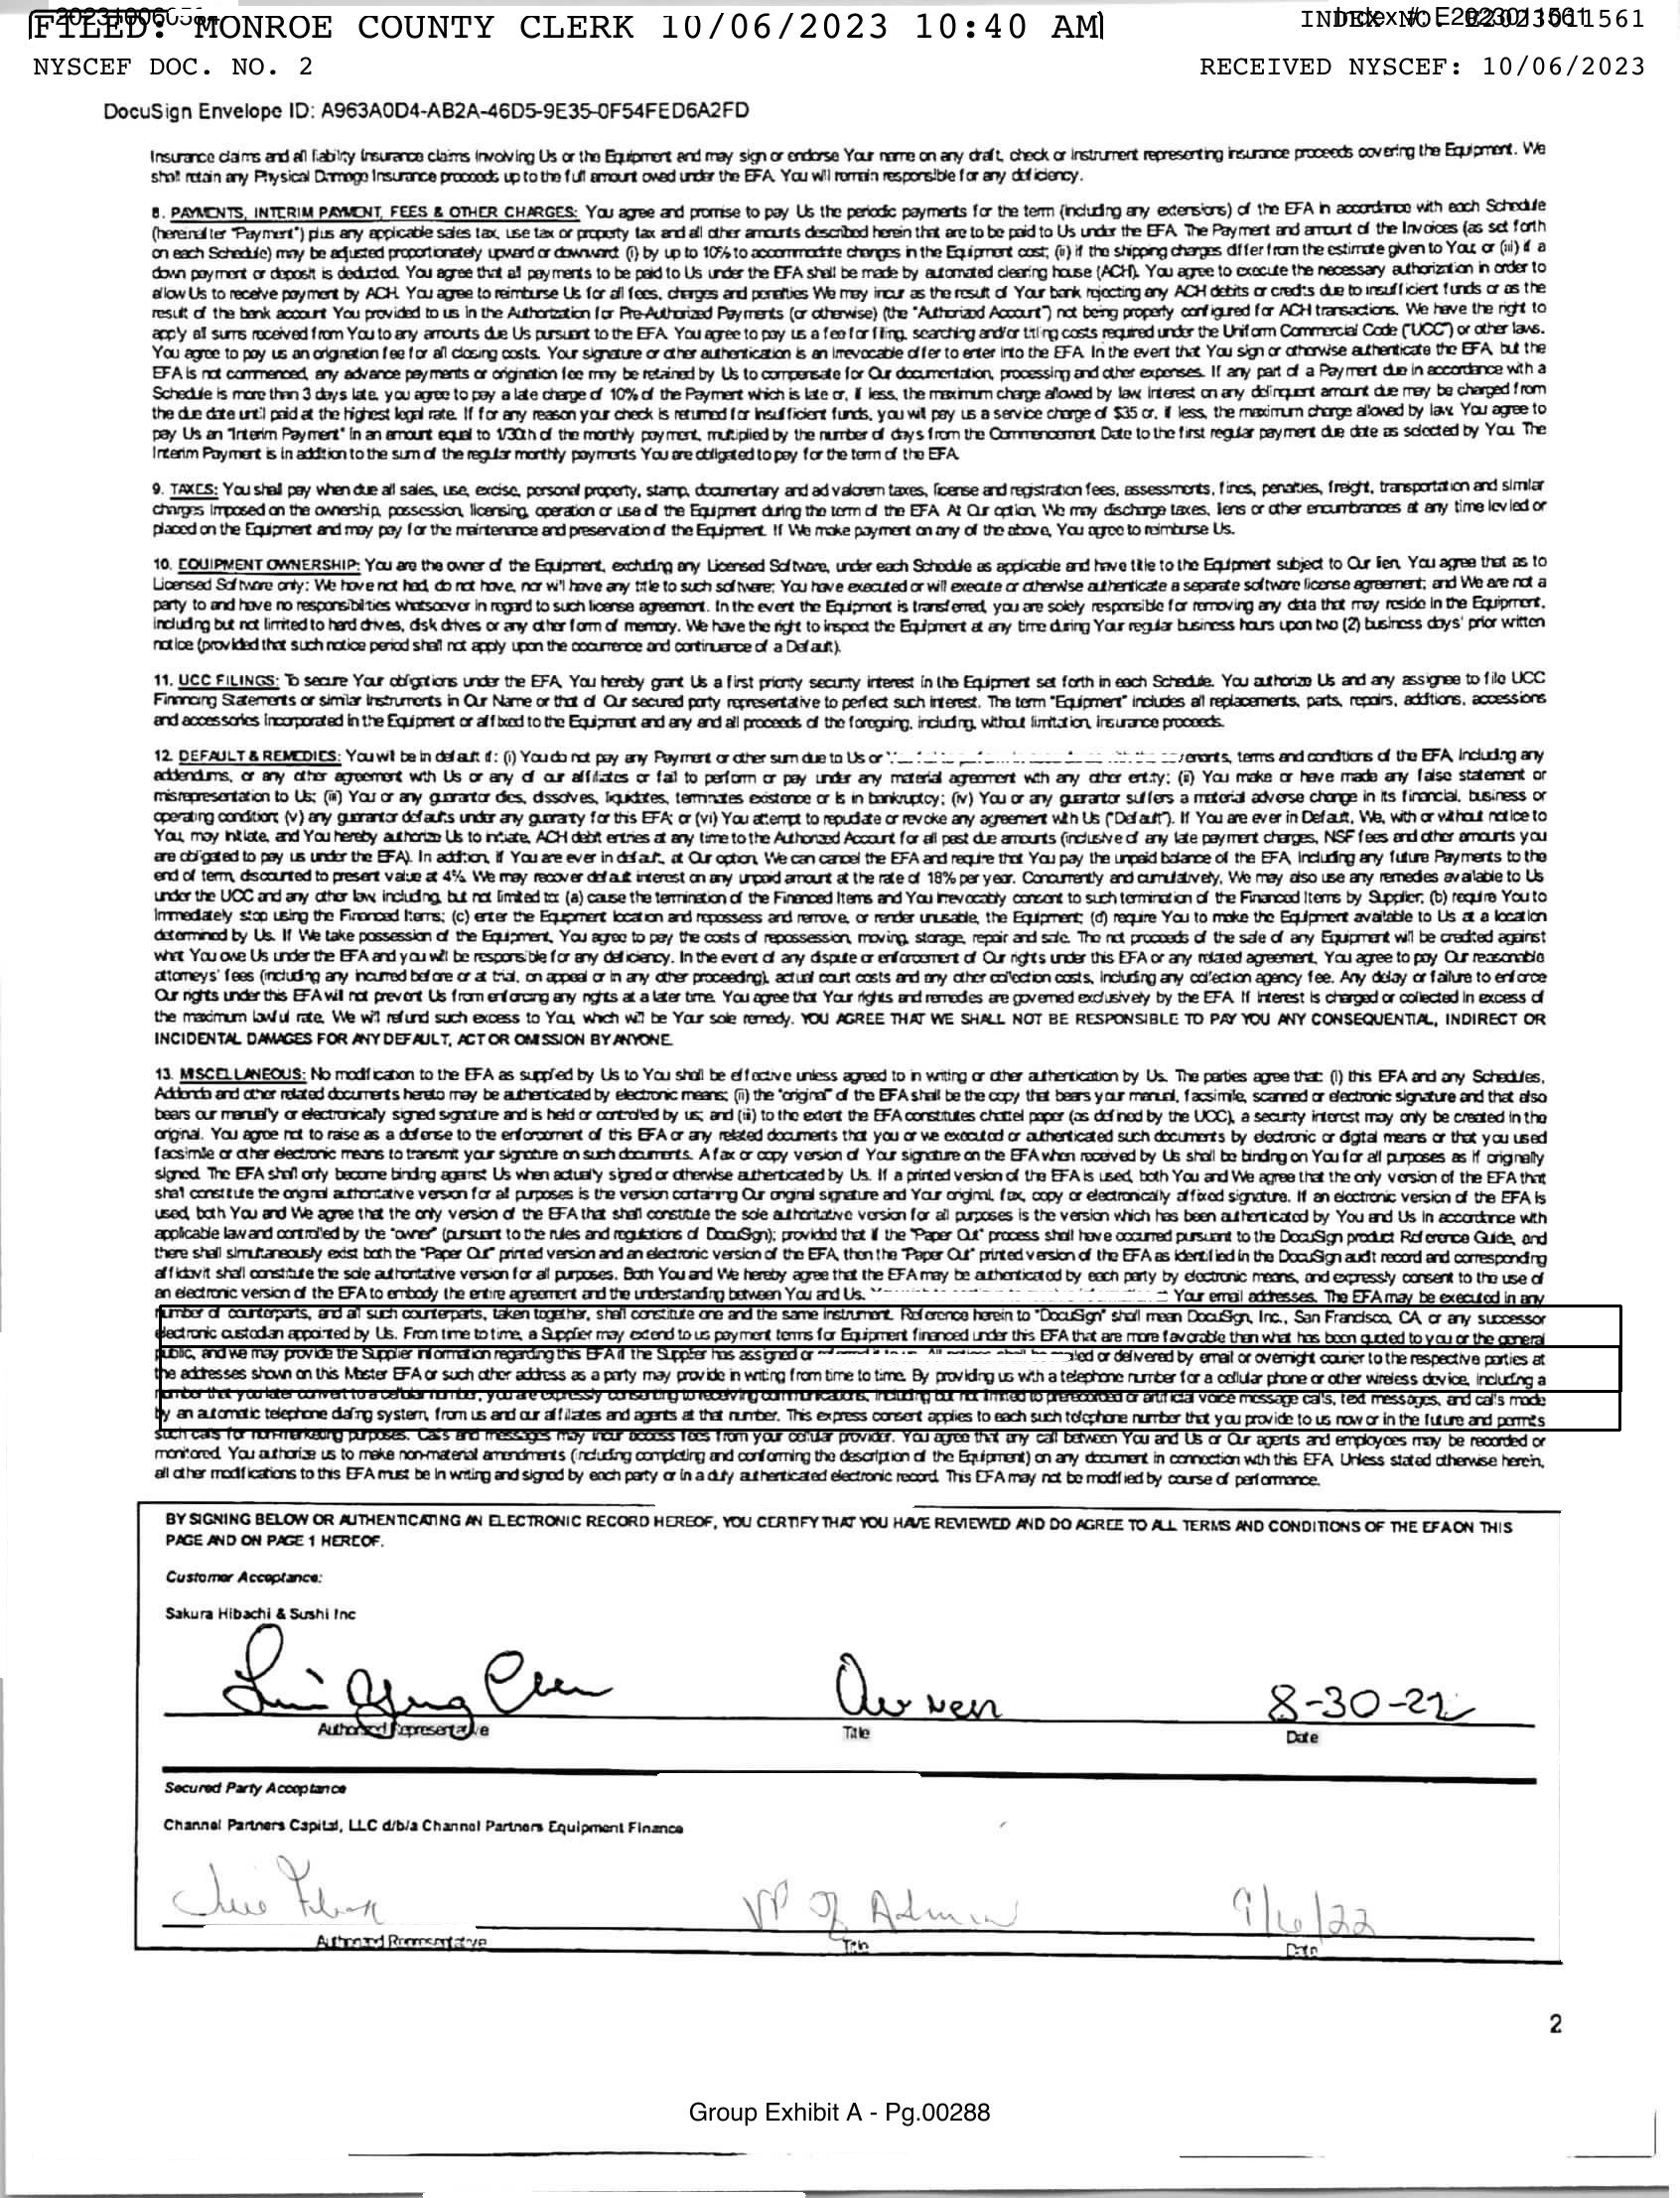 FILED: MONROE COUNTY CLERK 10/06/2023 10:40 AM
INDEX NO. E2023011561
NYSCEF DOC. NO. 2
RECEIVED NYSCEF: 10/06/2023
DocuSign Envelope ID: A963A0D4-AB2A-46D5-9E35-0F54FED6A2FD
Insurance claims and all liability insurance claims involving Us or the Equipment and may sign or endorse Your name on any draft, check or instrument representing insurance proceeds covering the Equipment. We
shall retain any Physical Damage Insurance proceeds up to the full amount owed under the EFA. You will remain responsible for any deficiency.
8. PAYMENTS, INTERIM PAYMENT, FEES & OTHER CHARGES: You agree and promise to pay Us the periodic payments for the term (including any extensions) of the EFA in accordance with each Schedule
(hereinafter "Payment") plus any applicable sales tax, use tax or property tax and all other amounts described herein that are to be paid to Us under the EFA. The Payment and amount of the Invoices (as set forth
on each Schedule) may be adjusted proportionately upward or downward: (i) by up to 10% to accommodate changes in the Equipment cost; (ii) if the shipping charges differ from the estimate given to You; or (iii) if a
down payment or deposit is deducted. You agree that all payments to be paid to Us under the EFA shall be made by automated clearing house (ACH). You agree to execute the necessary authorization in order to
allow Us to receive payment by ACH. You agree to reimburse Us for all fees, charges and penalties We may incur as the result of Your bank rejecting any ACH debits or credits due to insufficient funds or as the
result of the bank account You provided to us in the Authorization for Pre-Authorized Payments (or otherwise) (the "Authorized Account") not being properly configured for ACH transactions. We have the right to
apply all sums received from You to any amounts due Us pursuant to the EFA. You agree to pay us a fee for filing, searching and/or titling costs required under the Uniform Commercial Code ("UCC") or other laws.
You agree to pay us an origination fee for all closing costs. Your signature or other authentication is an irrevocable offer to enter into the EFA. In the event that You sign or otherwise authenticate the EFA, but the
EFA is not commenced, any advance payments or origination fee may be retained by Us to compensate for Our documentation, processing and other expenses. If any part of a Payment due in accordance with a
Schedule is more than 3 days late, you agree to pay a late charge of 10% of the Payment which is late or, if less, the maximum charge allowed by law. Interest on any delinquent amount due may be charged from
the due date until paid at the highest legal rate. If for any reason your check is returned for insufficient funds, you will pay us a service charge of $35 or, if less, the maximum charge allowed by law. You agree to
pay Us an "Interim Payment" in an amount equal to 1/30th of the monthly payment, multiplied by the number of days from the Commencement Date to the first regular payment due date as selected by You. The
Interim Payment is in addition to the sum of the regular monthly payments You are obligated to pay for the term of the EFA.
9. TAXES: You shall pay when due all sales, use, excise, personal property, stamp, documentary and ad valorem taxes, license and registration fees, assessments, fines, penalties, freight, transportation and similar
charges imposed on the ownership, possession, licensing, operation or use of the Equipment during the term of the EFA. At Our option, We may discharge taxes, liens or other encumbrances at any time levied or
placed on the Equipment and may pay for the maintenance and preservation of the Equipment. If We make payment on any of the above, You agree to reimburse Us.
10. EQUIPMENT OWNERSHIP: You are the owner of the Equipment, excluding any Licensed Software, under each Schedule as applicable and have title to the Equipment subject to Our lien. You agree that as to
Licensed Software only: We have not had, do not have, nor will have any title to such software; You have executed or will execute or otherwise authenticate a separate software license agreement; and We are not a
party to and have no responsibilities whatsoever in regard to such license agreement. In the event the Equipment is transferred, you are solely responsible for removing any data that may reside in the Equipment,
including but not limited to hard drives, disk drives or any other form of memory. We have the right to inspect the Equipment at any time during Your regular business hours upon two (2) business days' prior written
notice (provided that such notice period shall not apply upon the occurrence and continuance of a Default).
11. UCC FILINGS: To secure Your obligations under the EFA, You hereby grant Us a first priority security interest in the Equipment set forth in each Schedule. You authorize Us and any assignee to file UCC
Financing Statements or similar instruments in Our Name or that of Our secured party representative to perfect such interest. The term "Equipment" includes all replacements, parts, repairs, additions, accessions
and accessories incorporated in the Equipment or affixed to the Equipment and any and all proceeds of the foregoing, including, without limitation, insurance proceeds.
12. DEFAULT & REMEDIES: You will be in default if: (i) You do not pay any Payment or other sum due to Us or terms and conditions of the EFA, including any
addendums, or any other agreement with Us or any of our affiliates or fail to perform or pay under any material agreement with any other entity; (ii) You make or have made any false statement or
misrepresentation to Us; (iii) You or any guarantor dies, dissolves, liquidates, terminates existence or is in bankruptcy; (iv) You or any guarantor suffers a material adverse change in its financial, business or
operating condition; (v) any guarantor defaults under any guaranty for this EFA; or (vi) You attempt to repudiate or revoke any agreement with Us ("Default"). If You are ever in Default, We, with or without notice to
You, may initiate, and You hereby authorize Us to initiate, ACH debit entries at any time to the Authorized Account for all past due amounts (inclusive of any late payment charges, NSF fees and other amounts you
are obligated to pay us under the EFA). In addition, if You are ever in default, at Our option, We can cancel the EFA and require that You pay the unpaid balance of the EFA, including any future Payments to the
end of term, discounted to present value at 4%. We may recover default interest on any unpaid amount at the rate of 18% per year. Concurrently and cumulatively, We may also use any remedies available to Us
under the UCC and any other law, including, but not limited to: (a) cause the termination of the Financed Items and You irrevocably consent to such termination of the Financed Items by Supplier; (b) require You to
immediately stop using the Financed Items; (c) enter the Equipment location and repossess and remove, or render unusable, the Equipment; (d) require You to make the Equipment available to Us at a location
determined by Us. If We take possession of the Equipment, You agree to pay the costs of repossession, moving, storage, repair and sale. The net proceeds of the sale of any Equipment will be credited against
what You owe Us under the EFA and you will be responsible for any deficiency. In the event of any dispute or enforcement of Our rights under this EFA or any related agreement, You agree to pay Our reasonable
attorneys' fees (including any incurred before or at trial, on appeal or in any other proceeding), actual court costs and any other collection costs, including any collection agency fee. Any delay or failure to enforce
Our rights under this EFA will not prevent Us from enforcing any rights at a later time. You agree that Your rights and remedies are governed exclusively by the EFA. If interest is charged or collected in excess of
the maximum lawful rate, We will refund such excess to You, which will be Your sole remedy. YOU AGREE THAT WE SHALL NOT BE RESPONSIBLE TO PAY YOU ANY CONSEQUENTIAL, INDIRECT OR
INCIDENTAL DAMAGES FOR ANY DEFAULT, ACT OR OMISSION BY ANYONE.
13. MISCELLANEOUS: No modification to the EFA as supplied by Us to You shall be effective unless agreed to in writing or other authentication by Us. The parties agree that: (i) this EFA and any Schedules,
Addenda and other related documents hereto may be authenticated by electronic means; (ii) the "original" of the EFA shall be the copy that bears your manual, facsimile, scanned or electronic signature and that also
bears our manually or electronically signed signature and is held or controlled by us; and (iii) to the extent the EFA constitutes chattel paper (as defined by the UCC), a security interest may only be created in the
original. You agree not to raise as a defense to the enforcement of this EFA or any related documents that you or we executed or authenticated such documents by electronic or digital means or that you used
facsimile or other electronic means to transmit your signature on such documents. A fax or copy version of Your signature on the EFA when received by Us shall be binding on You for all purposes as if originally
signed. The EFA shall only become binding against Us when actually signed or otherwise authenticated by Us. If a printed version of the EFA is used, both You and We agree that the only version of the EFA that
shall constitute the original authoritative version for all purposes is the version containing Our original signature and Your original, fax, copy or electronically affixed signature. If an electronic version of the EFA is
used, both You and We agree that the only version of the EFA that shall constitute the sole authoritative version for all purposes is the version which has been authenticated by You and Us in accordance with
applicable law and controlled by the "owner" (pursuant to the rules and regulations of DocuSign); provided that if the "Paper Out" process shall have occurred pursuant to the DocuSign product Reference Guide, and
there shall simultaneously exist both the "Paper Out" printed version and an electronic version of the EFA, then the "Paper Out" printed version of the EFA as identified in the DocuSign audit record and corresponding
affidavit shall constitute the sole authoritative version for all purposes. Both You and We hereby agree that the EFA may be authenticated by each party by electronic means, and expressly consent to the use of
an electronic version of the EFA to embody the entire agreement and the understanding between You and Us. Your email addresses. The EFA may be executed in any
number of counterparts, and all such counterparts, taken together, shall constitute one and the same instrument. Reference herein to "DocuSign" shall mean DocuSign, Inc., San Francisco, CA or any successor
electronic custodian appointed by Us. From time to time, a Supplier may extend to us payment terms for Equipment financed under this EFA that are more favorable than what has been quoted to you or the general
public, and we may provide the Supplier information regarding this EFA if the Supplier has assigned or or delivered by email or overnight courier to the respective parties at
the addresses shown on this Master EFA or such other address as a party may provide in writing from time to time. By providing us with a telephone number for a cellular phone or other wireless device, including a
number that you later convert to a cellular number, you are expressly consenting to receiving communications, including but not limited to prerecorded or artificial voice message calls, text messages, and calls made
by an automatic telephone dialing system, from us and our affiliates and agents at that number. This express consent applies to each such telephone number that you provide to us now or in the future and permits
such calls for non-marketing purposes. Calls and messages may incur access fees from your cellular provider. You agree that any call between You and Us or Our agents and employees may be recorded or
monitored. You authorize us to make non-material amendments (including completing and conforming the description of the Equipment) on any document in connection with this EFA. Unless stated otherwise herein,
all other modifications to this EFA must be in writing and signed by each party or in a duly authenticated electronic record. This EFA may not be modified by course of performance.
BY SIGNING BELOW OR AUTHENTICATING AN ELECTRONIC RECORD HEREOF, YOU CERTIFY THAT YOU HAVE REVIEWED AND DO AGREE TO ALL TERMS AND CONDITIONS OF THE EFA ON THIS
PAGE AND ON PAGE 1 HEREOF.
Customer Acceptance:
Sakura Hibachi & Sushi Inc
8-30-22
Authorized Representative
Title
Date
Secured Party Acceptance
Channel Partners Capital, LLC d/b/a Channel Partners Equipment Finance
VP Of Admin
9/6/22
Authorized Representative
Title
Date
2
Group Exhibit A - Pg.00288